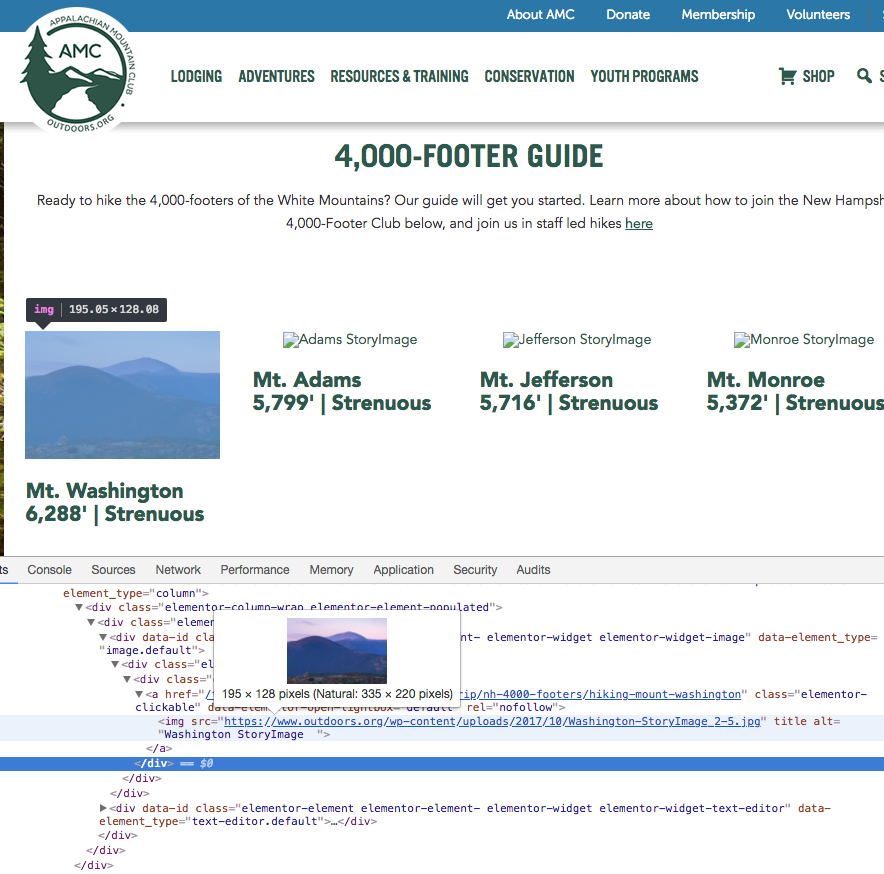 About AMC Donate Membership Volunteers
APPALACHIAN MOUNTAIN CLUB
AMC
OUTDOORS.ORG
LODGING ADVENTURES RESOURCES & TRAINING CONSERVATION YOUTH PROGRAMS SHOP S
4,000-FOOTER GUIDE
Ready to hike the 4,000-footers of the White Mountains? Our guide will get you started. Learn more about how to join the New Hampsh
4,000-Footer Club below, and join us in staff led hikes here
img 195.05×128.08
Adams StoryImage Jefferson StoryImage Monroe StoryImage
Mt. Adams Mt. Jefferson Mt. Monroe
5,799' | Strenuous 5,716' | Strenuous 5,372' | Strenuous
Mt. Washington
6,288' | Strenuous
ts Console Sources Network Performance Memory Application Security Audits
element_type="column">
▼<div class="elementor-column-wrap elementor-element-populated">
▼<div class="elemen
▼<div data-id cla nt- elementor-widget elementor-widget-image" data-element_type=
"image.default">
▼<div class="el
▼<div class="
▼<a href="/ rip/nh-4000-footers/hiking-mount-washington" class="elementor-
clickable" data-elementor-open-lightbox="default" rel="nofollow">
195 × 128 pixels (Natural: 335 × 220 pixels)
<img src="https://www.outdoors.org/wp-content/uploads/2017/10/Washington-StoryImage_2-5.jpg" title alt=
"Washington StoryImage ">
</a>
</div> == $0
</div>
</div>
▶<div data-id class="elementor-element elementor-element- elementor-widget elementor-widget-text-editor" data-
element_type="text-editor.default">…</div>
</div>
</div>
</div>